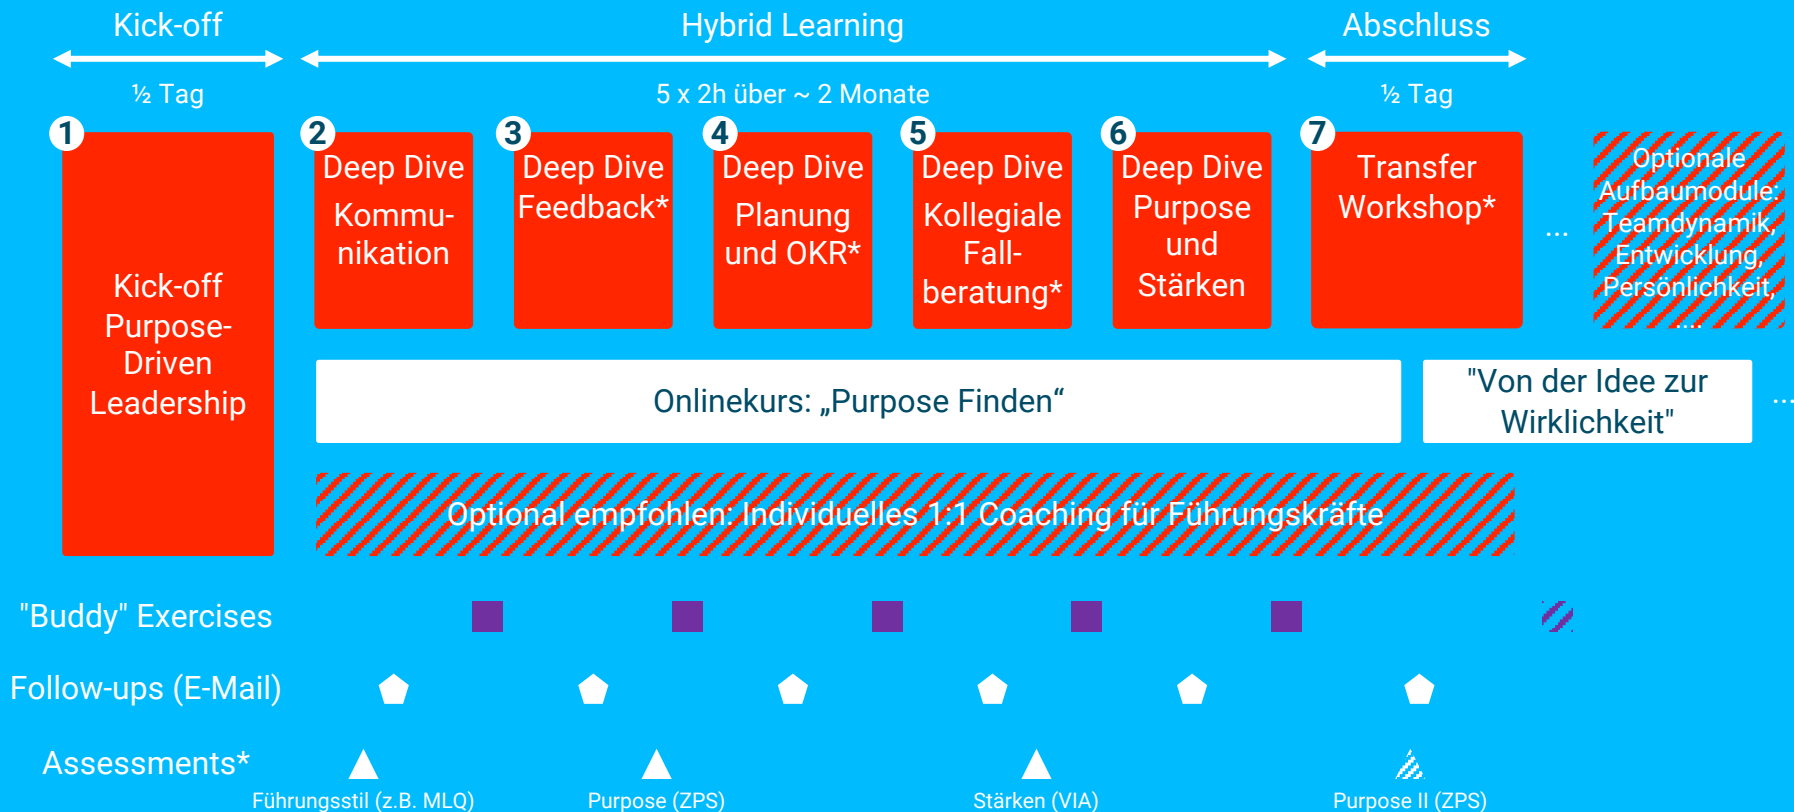 Kick-off
Hybrid Learning
Abschluss
½ Tag
5 x 2h über ~ 2 Monate
½ Tag
1
Kick-off
Purpose-
Driven
Leadership
2
Deep Dive
Kommu-
nikation
3
Deep Dive
Feedback*
4
Deep Dive
Planung
und OKR*
5
Deep Dive
Kollegiale
Fall-
beratung*
6
Deep Dive
Purpose
und
Stärken
7
Transfer
Workshop*
...
Optionale
Aufbaumodule:
Teamdynamik,
Entwicklung,
Persönlichkeit,
....
Onlinekurs: „Purpose Finden“
"Von der Idee zur
Wirklichkeit"
...
Optional empfohlen: Individuelles 1:1 Coaching für Führungskräfte
"Buddy" Exercises
Follow-ups (E-Mail)
Assessments*
Führungsstil (z.B. MLQ)
Purpose (ZPS)
Stärken (VIA)
Purpose II (ZPS)